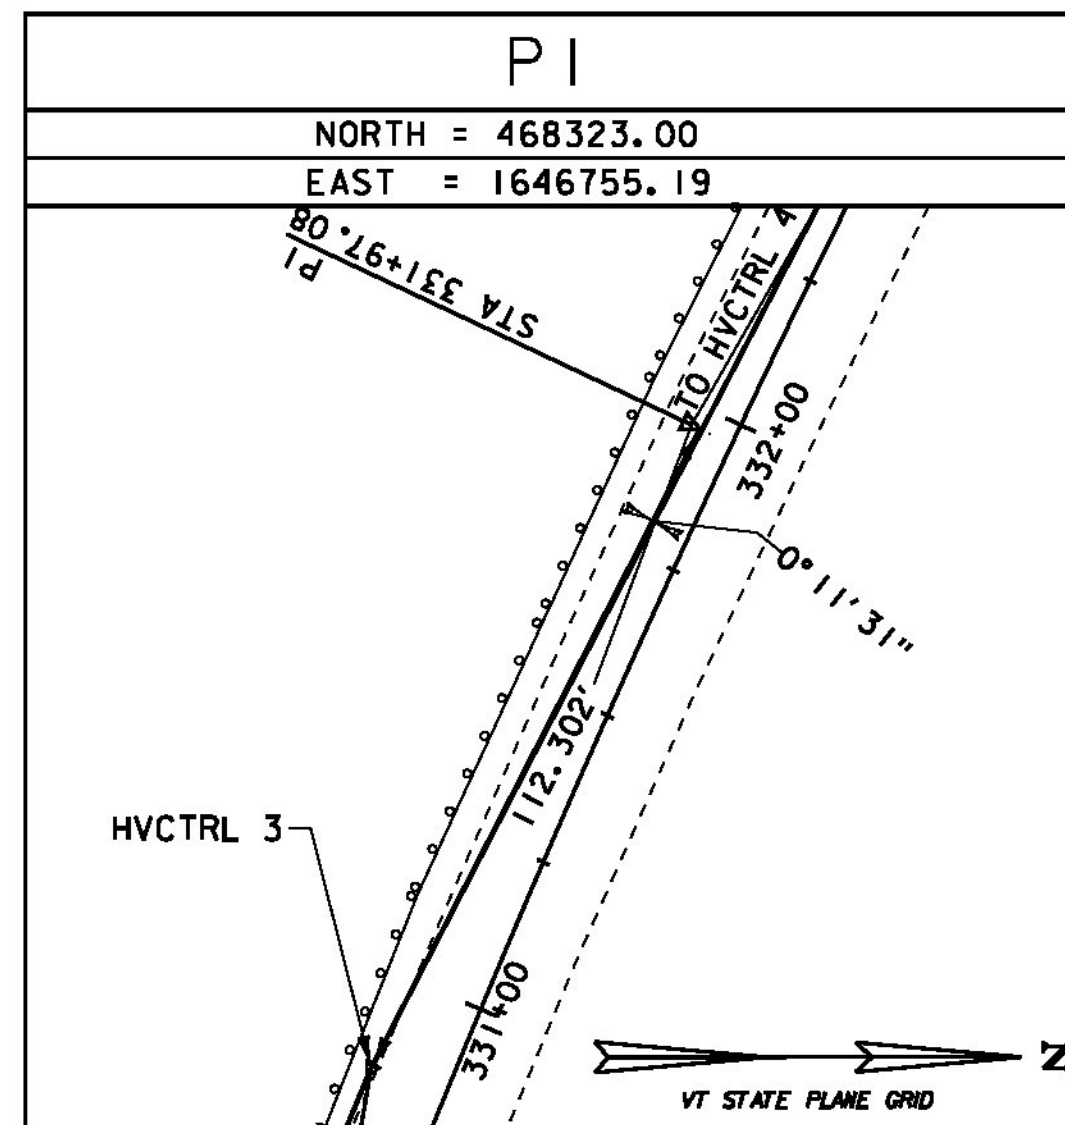 PI
NORTH = 468323.00
EAST = 1646755.19
STA 331+97.08
PI
TO HVCTRL 4
332+00
0°11'31"
112.302'
HVCTRL 3
331+00
N
VT STATE PLANE GRID